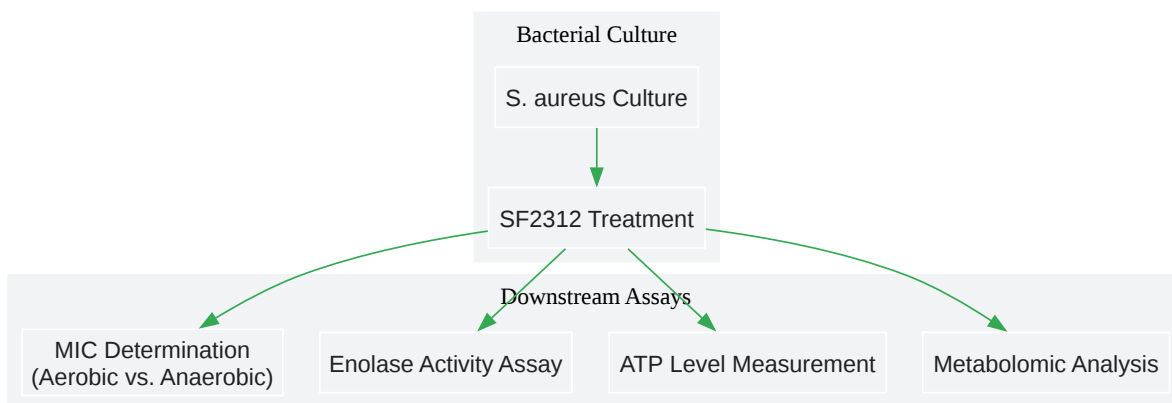 Bacterial Culture
S. aureus Culture
SF2312 Treatment
Downstream Assays
MIC Determination
(Aerobic vs. Anaerobic)
Enolase Activity Assay
ATP Level Measurement
Metabolomic Analysis